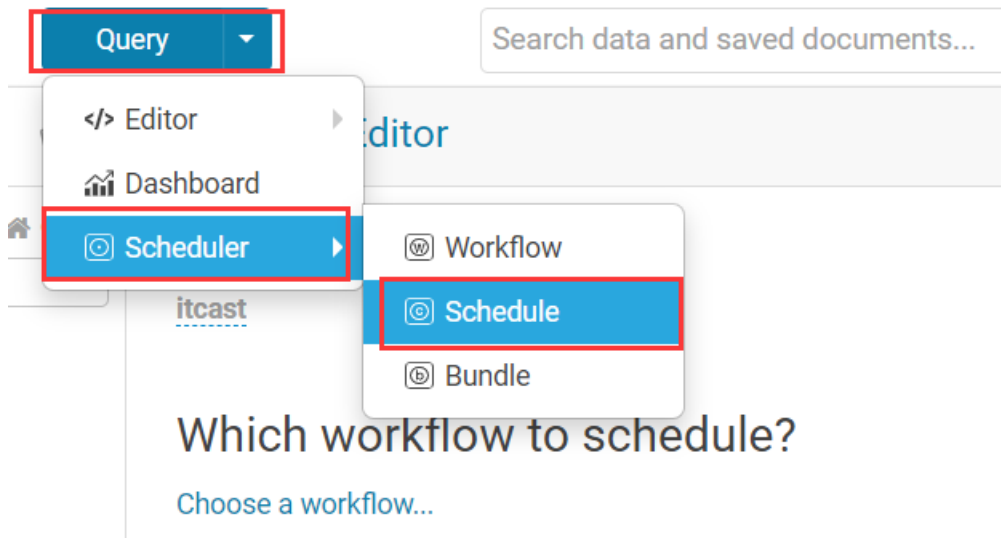 Query
Search data and saved documents...
</> Editor
ditor
Dashboard
Scheduler
Workflow
itcast
Schedule
Bundle
Which workflow to schedule?
Choose a workflow...